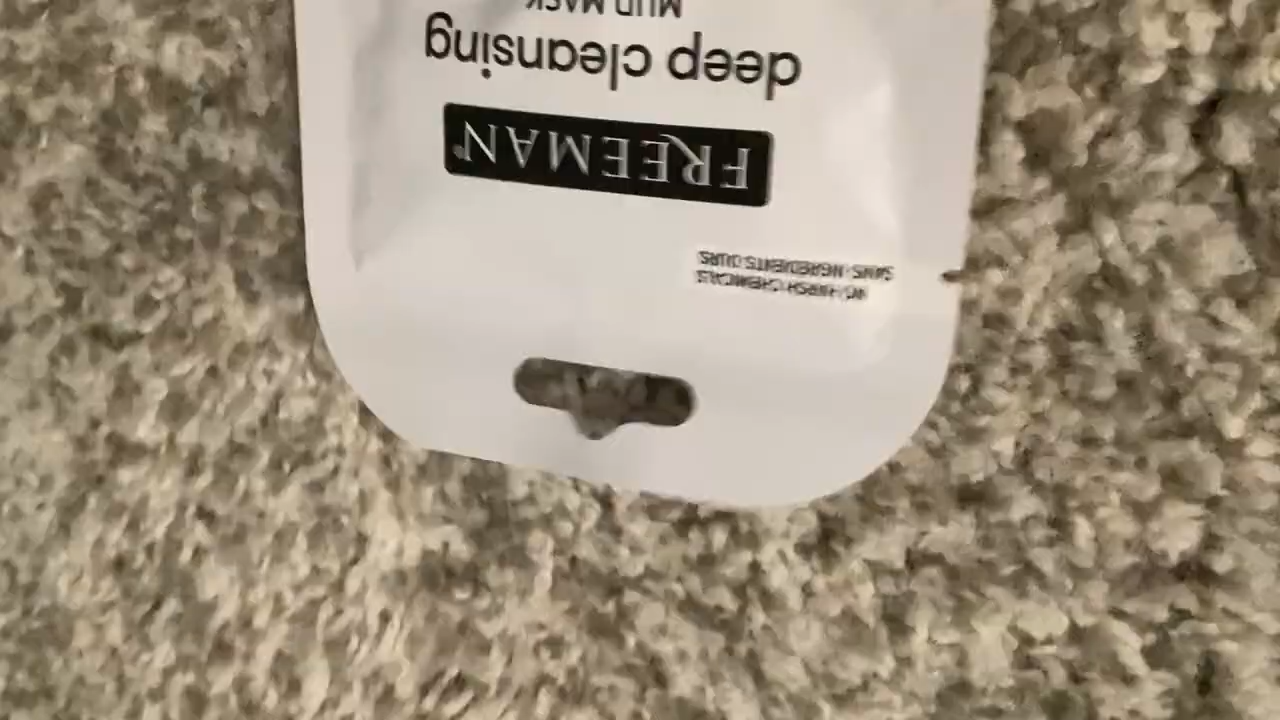 NO HARSH CHEMICALS
SANS INGRÉDIENTS DURS
FREEMAN®
deep cleansing
MUD MASK